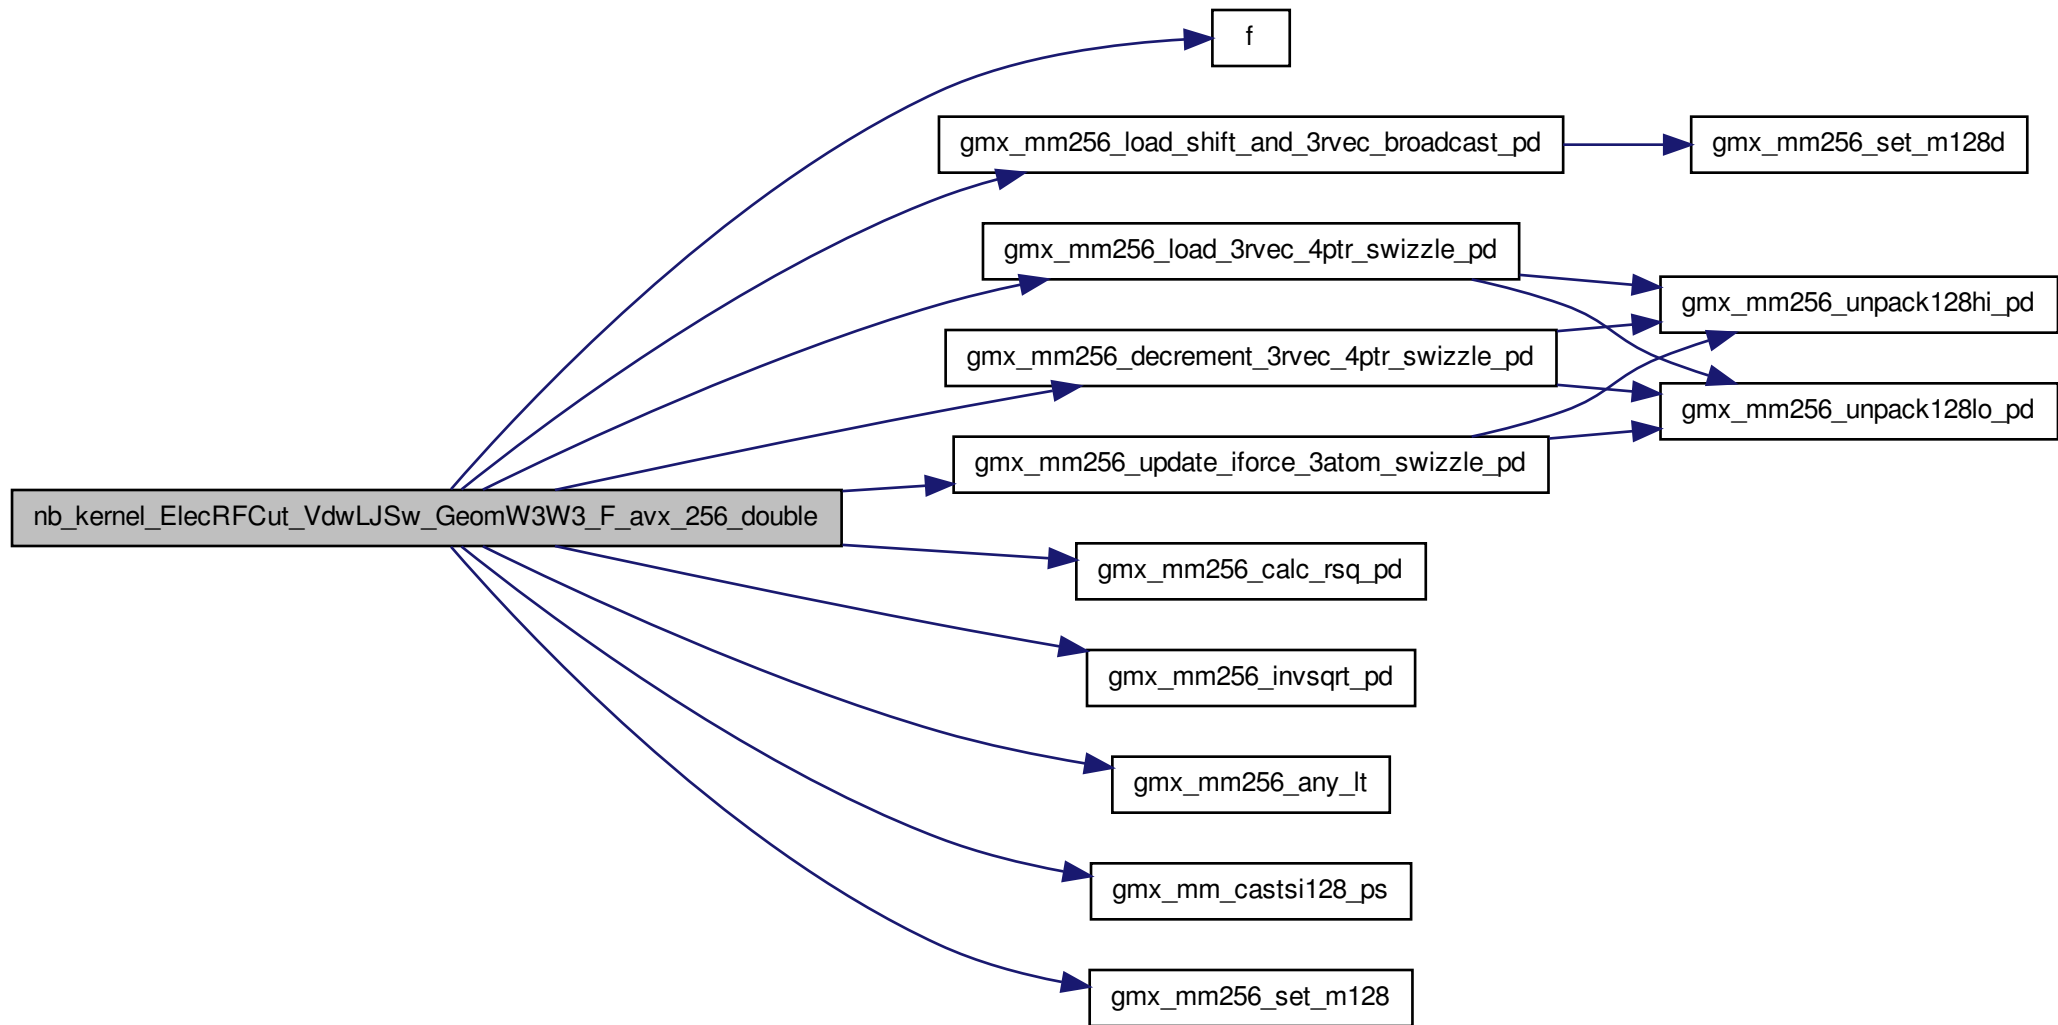 f
gmx_mm256_load_shift_and_3rvec_broadcast_pd
gmx_mm256_set_m128d
gmx_mm256_load_3rvec_4ptr_swizzle_pd
gmx_mm256_unpack128hi_pd
gmx_mm256_decrement_3rvec_4ptr_swizzle_pd
gmx_mm256_unpack128lo_pd
gmx_mm256_update_iforce_3atom_swizzle_pd
nb_kernel_ElecRFCut_VdwLJSw_GeomW3W3_F_avx_256_double
gmx_mm256_calc_rsq_pd
gmx_mm256_invsqrt_pd
gmx_mm256_any_lt
gmx_mm_castsi128_ps
gmx_mm256_set_m128